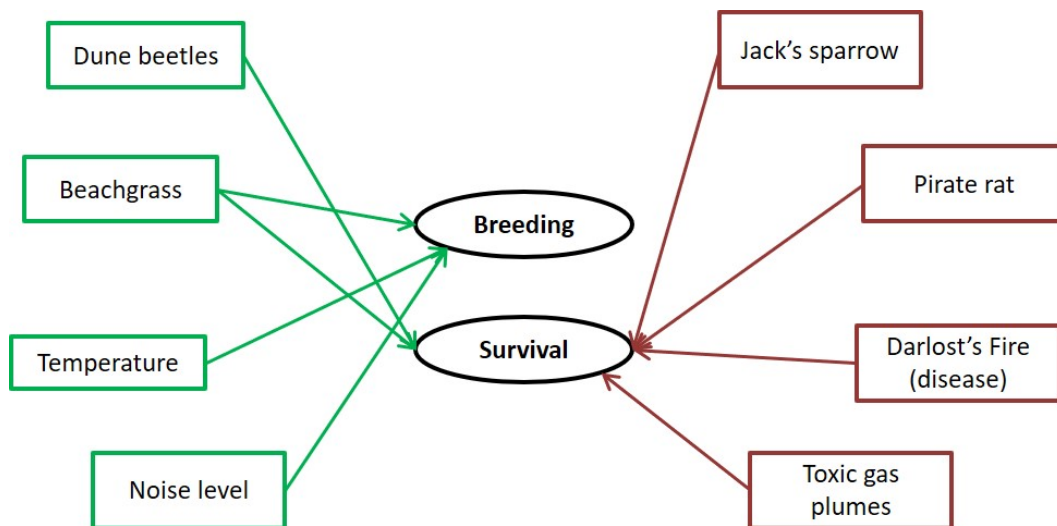 Dune beetles
Beachgrass
Temperature
Noise level
Breeding
Survival
Jack's sparrow
Pirate rat
Darlost's Fire
(disease)
Toxic gas
plumes